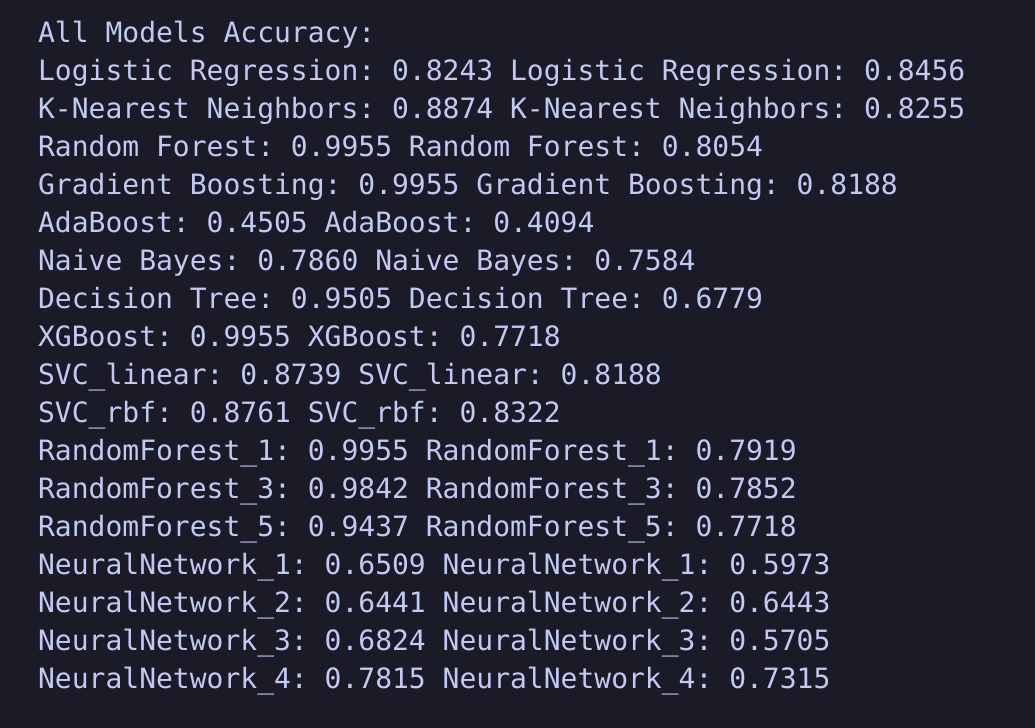 All Models Accuracy:
Logistic Regression: 0.8243 Logistic Regression: 0.8456
K-Nearest Neighbors: 0.8874 K-Nearest Neighbors: 0.8255
Random Forest: 0.9955 Random Forest: 0.8054
Gradient Boosting: 0.9955 Gradient Boosting: 0.8188
AdaBoost: 0.4505 AdaBoost: 0.4094
Naive Bayes: 0.7860 Naive Bayes: 0.7584
Decision Tree: 0.9505 Decision Tree: 0.6779
XGBoost: 0.9955 XGBoost: 0.7718
SVC_linear: 0.8739 SVC_linear: 0.8188
SVC_rbf: 0.8761 SVC_rbf: 0.8322
RandomForest_1: 0.9955 RandomForest_1: 0.7919
RandomForest_3: 0.9842 RandomForest_3: 0.7852
RandomForest_5: 0.9437 RandomForest_5: 0.7718
NeuralNetwork_1: 0.6509 NeuralNetwork_1: 0.5973
NeuralNetwork_2: 0.6441 NeuralNetwork_2: 0.6443
NeuralNetwork_3: 0.6824 NeuralNetwork_3: 0.5705
NeuralNetwork_4: 0.7815 NeuralNetwork_4: 0.7315